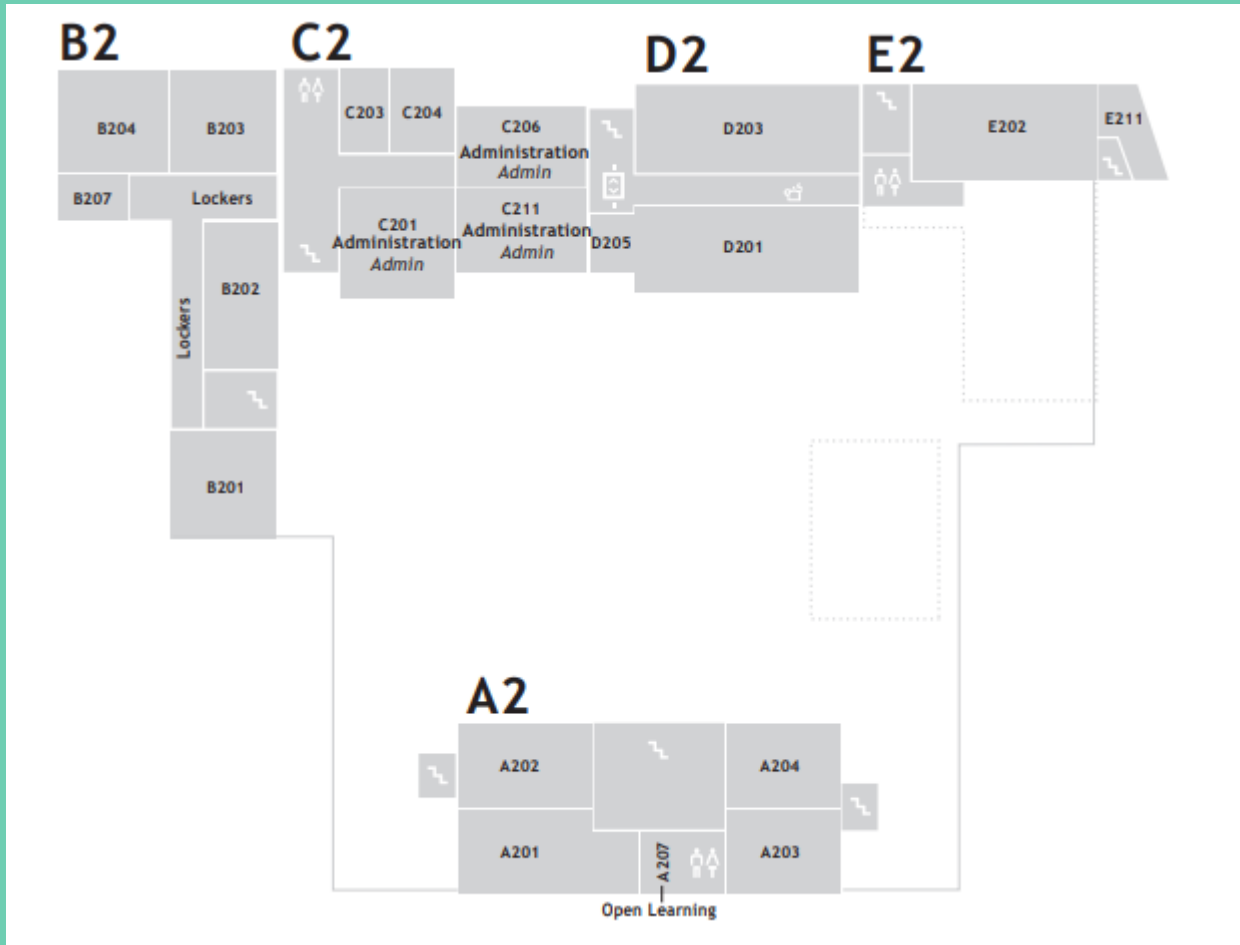 B2
C2
D2
E2
B204
B203
C203
C204
C206
Administration
Admin
D203
E202
E211
B207
Lockers
C201
Administration
Admin
C211
Administration
Admin
D205
D201
B202
Lockers
B201
A2
A202
A204
A201
A207
A203
Open Learning